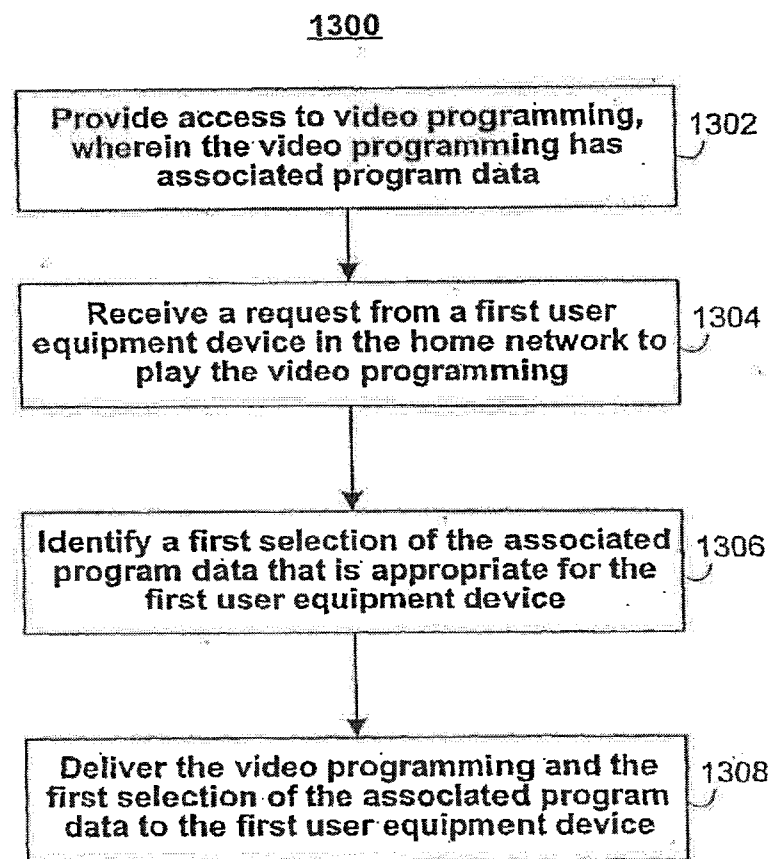 1300
Provide access to video programming,
wherein the video programming has
associated program data
1302
Receive a request from a first user
equipment device in the home network to
play the video programming
1304
Identify a first selection of the associated
program data that is appropriate for the
first user equipment device
1306
Deliver the video programming and the
first selection of the associated program
data to the first user equipment device
1308